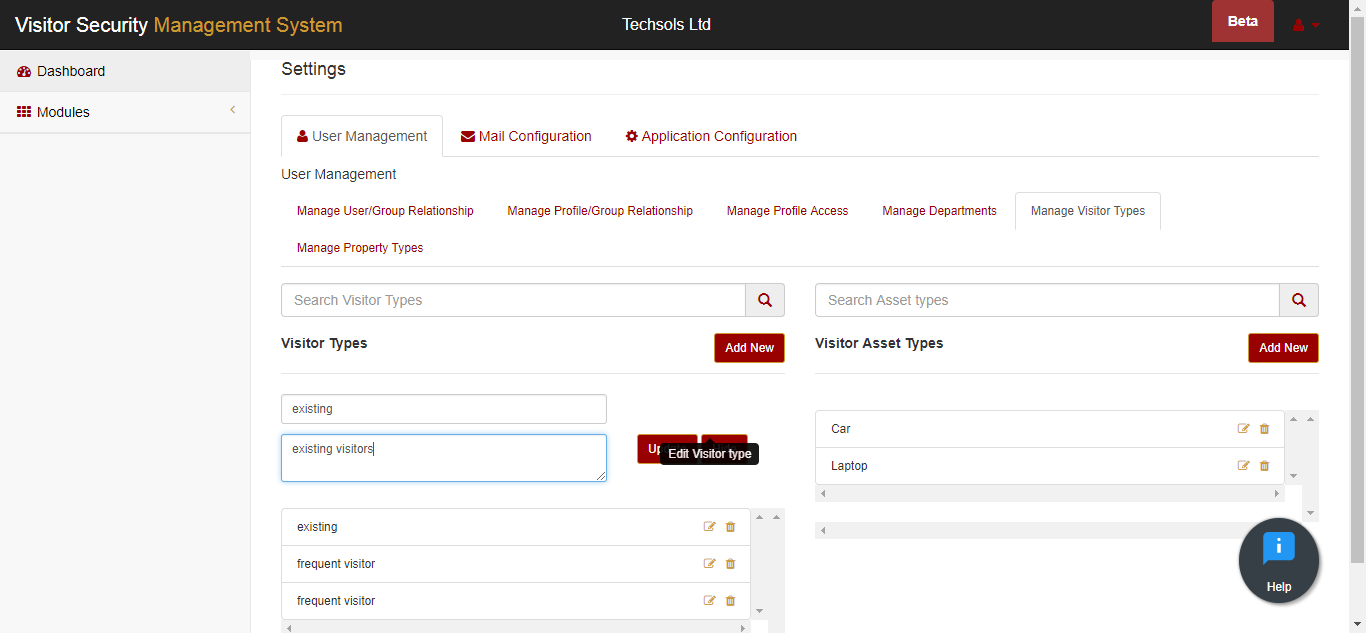 Visitor Security Management System
Techsols Ltd
Beta
Dashboard
Modules
Settings
User Management
Mail Configuration
Application Configuration
User Management
Manage User/Group Relationship
Manage Profile/Group Relationship
Manage Profile Access
Manage Departments
Manage Visitor Types
Manage Property Types
Search Visitor Types
Search Asset types
Visitor Types
Add New
Visitor Asset Types
Add New
existing
existing visitors
Edit Visitor type
Car
Laptop
existing
frequent visitor
frequent visitor
Help